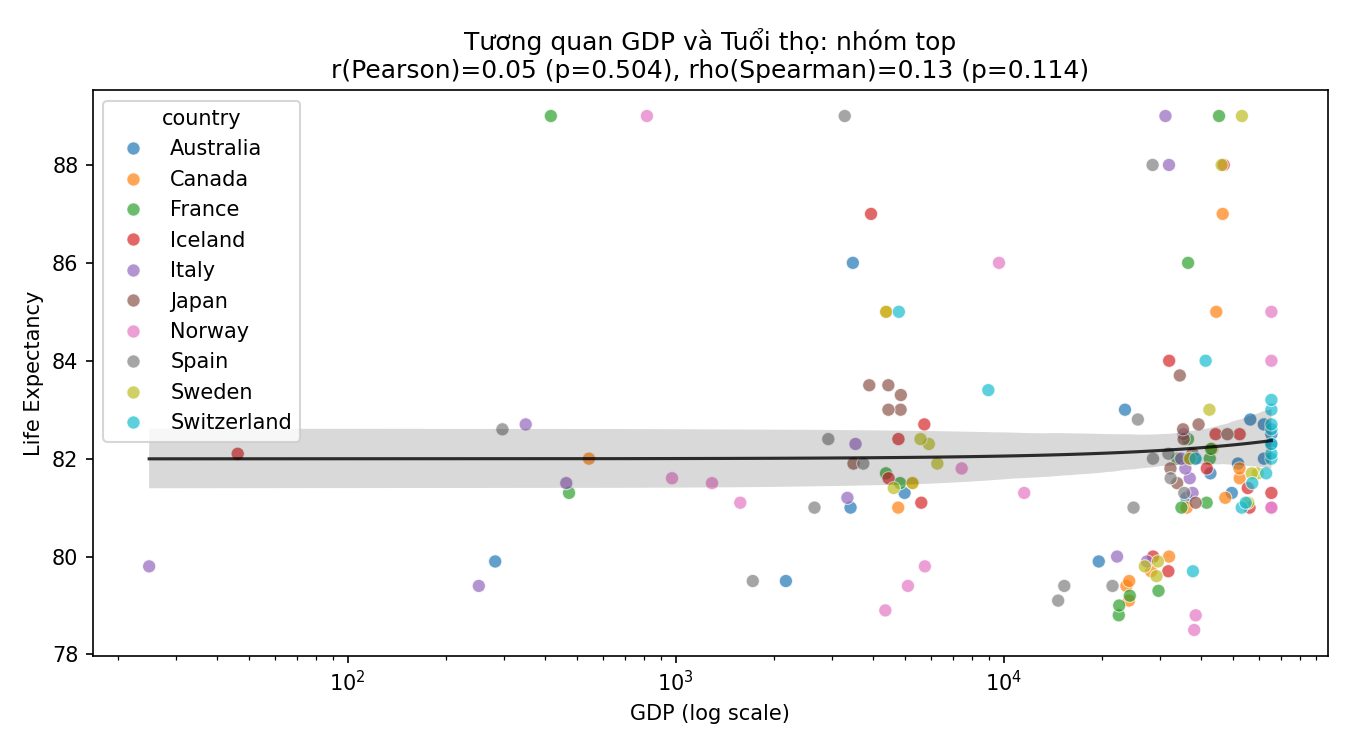 Tương quan GDP và Tuổi thọ: nhóm top
r(Pearson)=0.05 (p=0.504), rho(Spearman)=0.13 (p=0.114)
country
Australia
Canada
France
Iceland
Italy
Japan
Norway
Spain
Sweden
Switzerland
Life Expectancy
88
86
84
82
80
78
10²
10³
10⁴
GDP (log scale)